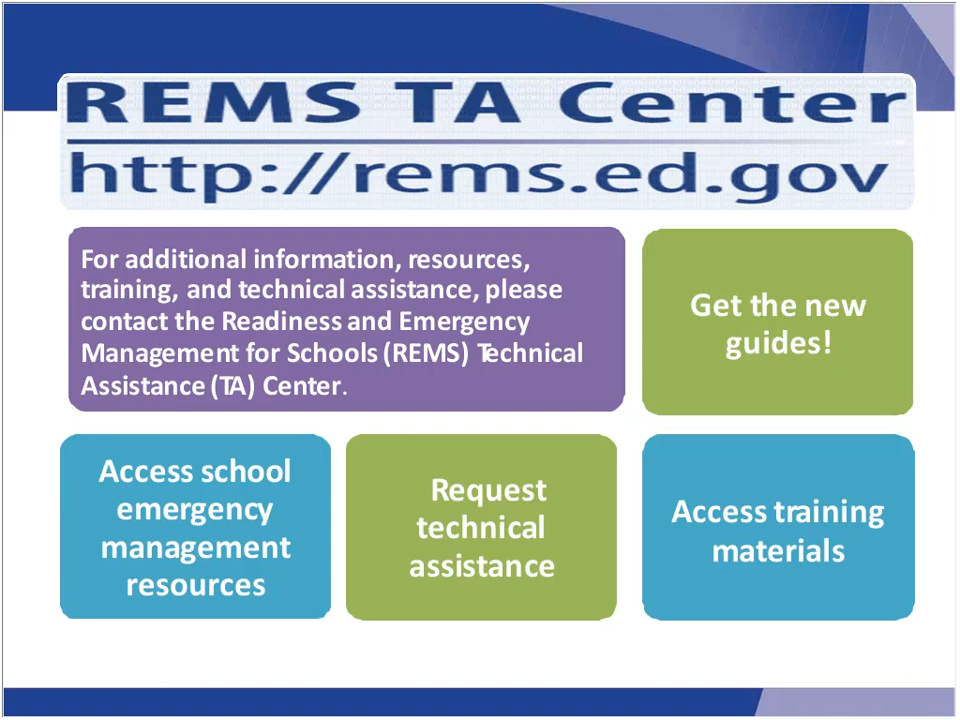 REMS TA Center
http://rems.ed.gov
For additional information, resources,
training, and technical assistance, please
contact the Readiness and Emergency
Management for Schools (REMS) Technical
Assistance (TA) Center.
Get the new
guides!
Access school
emergency
management
resources
Request
technical
assistance
Access training
materials